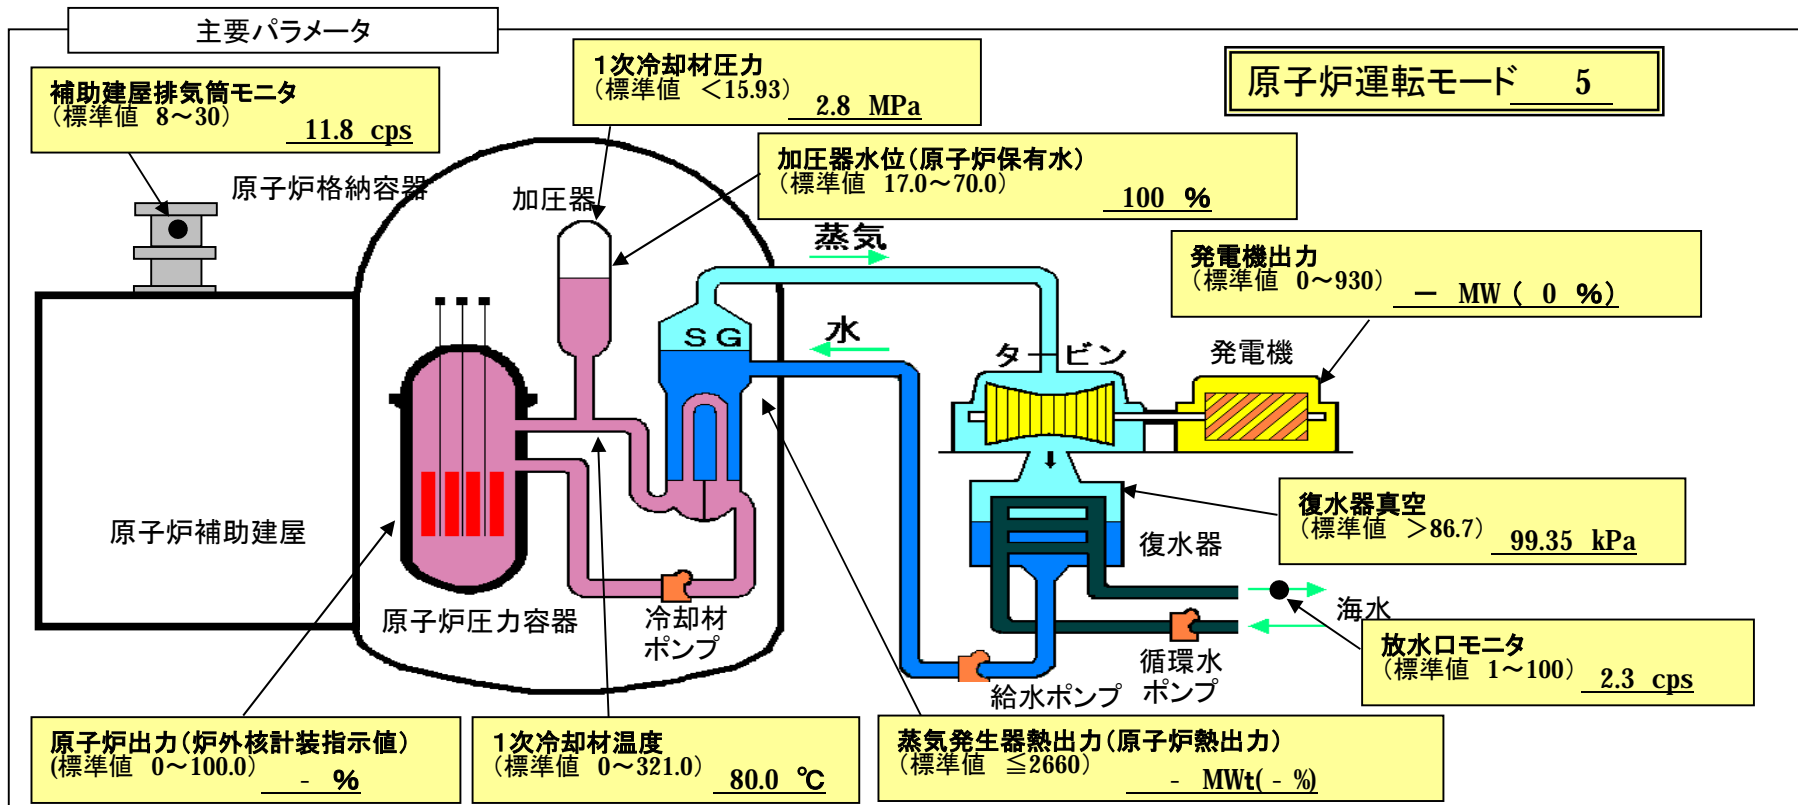 主要パラメータ
補助建屋排気筒モニタ
(標準値 8～30) 11.8 cps
1次冷却材圧力
(標準値 ＜15.93) 2.8 MPa
原子炉運転モード 5
加圧器水位(原子炉保有水)
(標準値 17.0～70.0) 100 %
原子炉格納容器
加圧器
蒸気
発電機出力
(標準値 0～930) － MW ( 0 %)
SG
水
タービン
発電機
原子炉補助建屋
復水器真空
(標準値 ＞86.7) 99.35 kPa
復水器
原子炉圧力容器
冷却材
ポンプ
海水
放水口モニタ
(標準値 1～100) 2.3 cps
給水ポンプ
循環水
ポンプ
原子炉出力(炉外核計装指示値)
(標準値 0～100.0) - %
1次冷却材温度
(標準値 0～321.0) 80.0 ℃
蒸気発生器熱出力(原子炉熱出力)
(標準値 ≦2660) - MWt( - %)